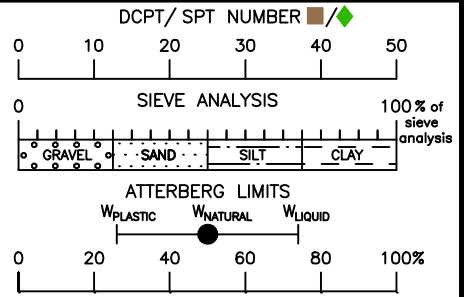 DCPT/ SPT NUMBER /
0 10 20 30 40 50
SIEVE ANALYSIS
0 100 % of
sieve
analysis
GRAVEL SAND SILT CLAY
ATTERBERG LIMITS
WPLASTIC WNATURAL WLIQUID
0 20 40 60 80 100%